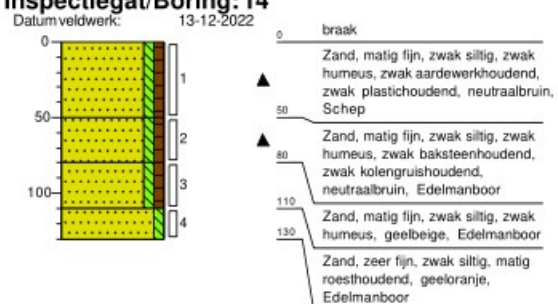 Inspectiegat/Boring: 14
Datum veldwerk: 13-12-2022
0
50
100
1
2
3
4
0
braak
Zand, matig fijn, zwak siltig, zwak
humeus, zwak aardewerkhoudend,
zwak plastichoudend, neutraalbruin,
Schep
50
Zand, matig fijn, zwak siltig, zwak
humeus, zwak baksteenhoudend,
zwak kolengruishoudend,
neutraalbruin, Edelmanboor
80
110
Zand, matig fijn, zwak siltig, zwak
humeus, geelbeige, Edelmanboor
130
Zand, zeer fijn, zwak siltig, matig
roesthoudend, geeloranje,
Edelmanboor